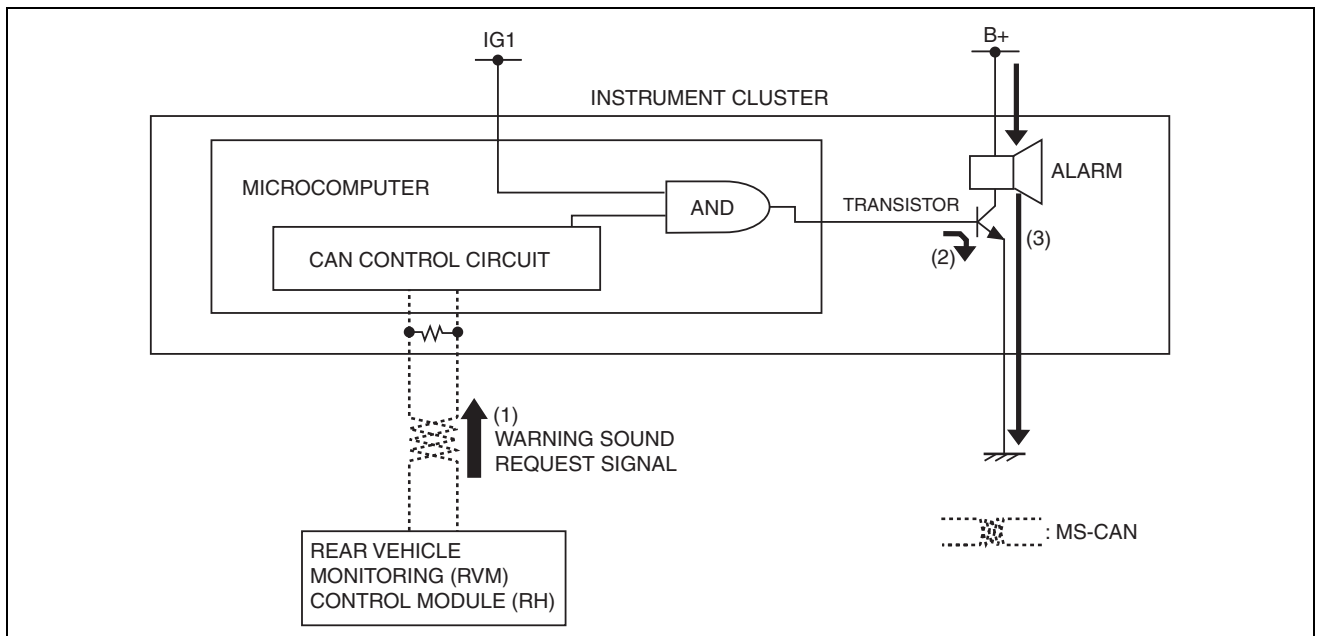 IG1
B+
INSTRUMENT CLUSTER
MICROCOMPUTER
ALARM
AND
TRANSISTOR
CAN CONTROL CIRCUIT
(2)
(3)
(1)
WARNING SOUND
REQUEST SIGNAL
: MS-CAN
REAR VEHICLE
MONITORING (RVM)
CONTROL MODULE (RH)